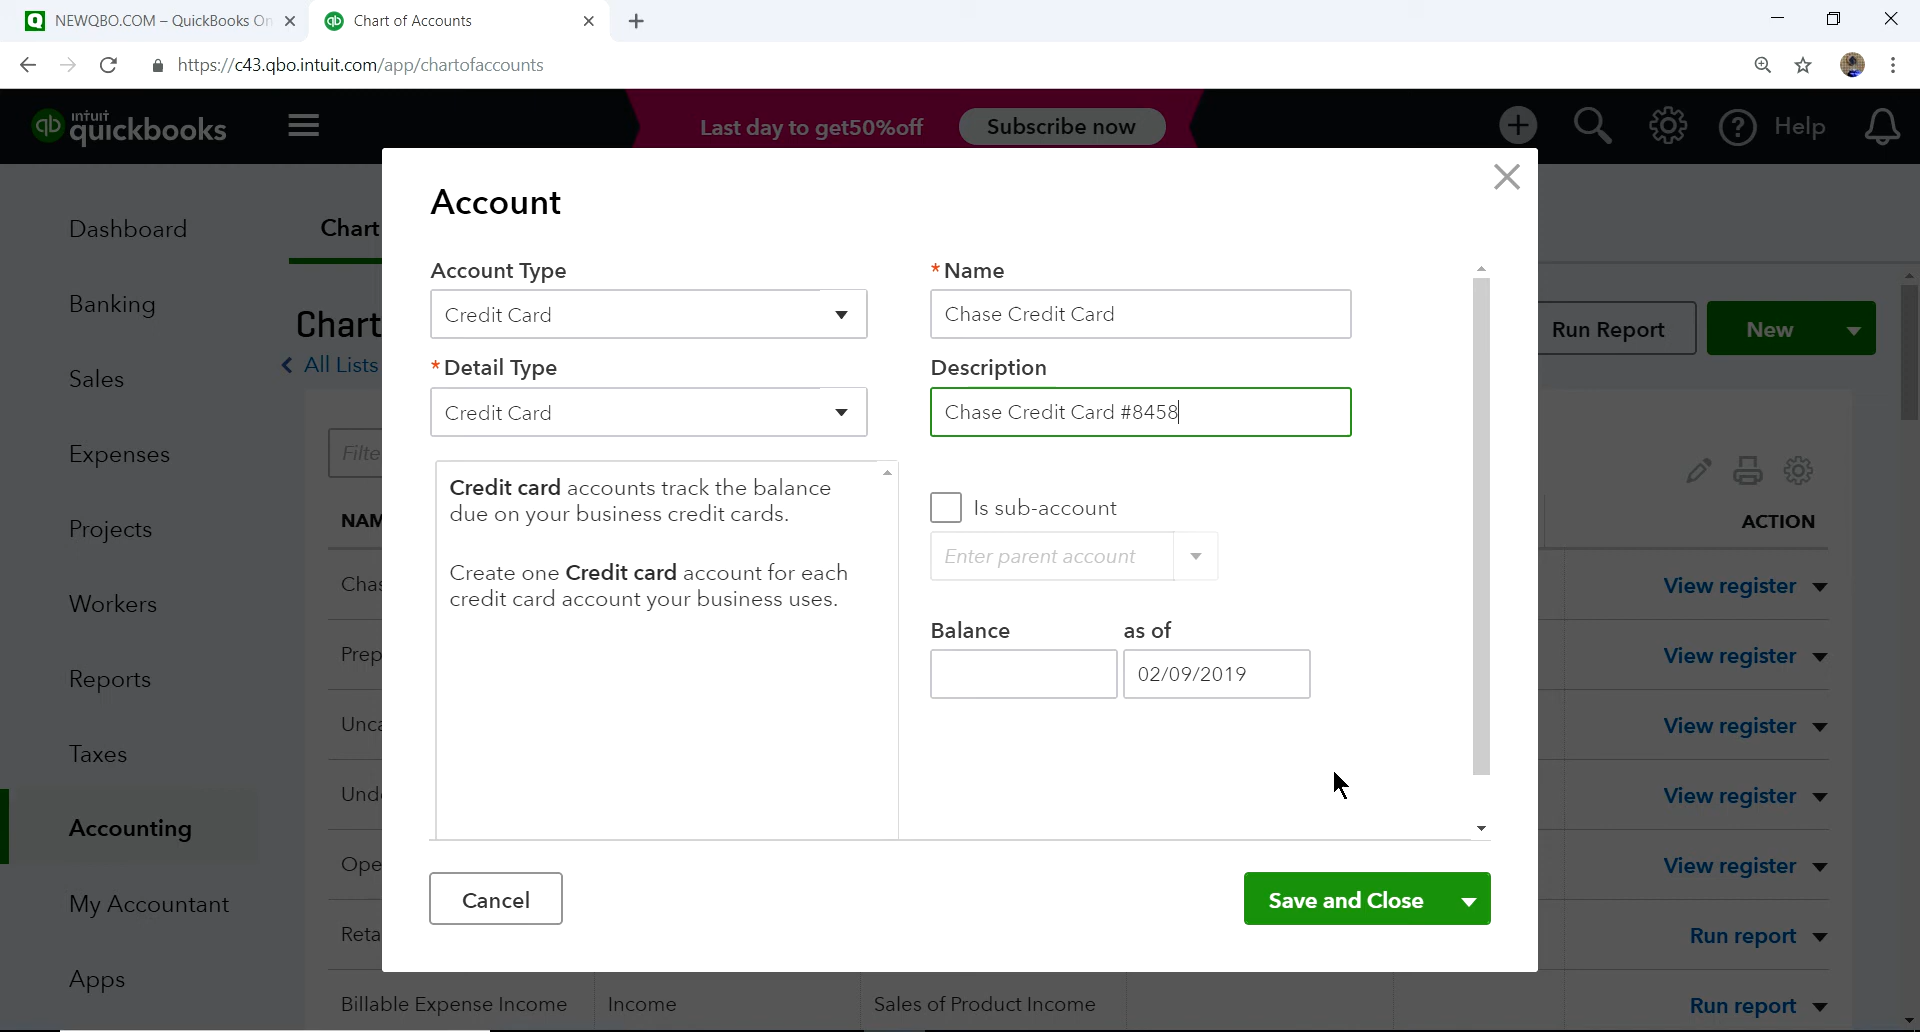 NEWQBO.COM – QuickBooks On
Chart of Accounts
https://c43.qbo.intuit.com/app/chartofaccounts
intuit
quickbooks
Last day to get50%off
Subscribe now
Help
Dashboard
Banking
Sales
Expenses
Projects
Workers
Reports
Taxes
Accounting
My Accountant
Apps
Chart
Chart
All Lists
Run Report
New
Filte
NAM
ACTION
Chas
View register
Prep
View register
Unca
View register
Unde
View register
Ope
View register
Reta
Run report
Billable Expense Income
Income
Sales of Product Income
Run report
Account
Account Type
Credit Card
* Detail Type
Credit Card
Credit card accounts track the balance
due on your business credit cards.
Create one Credit card account for each
credit card account your business uses.
* Name
Chase Credit Card
Description
Chase Credit Card #8458
Is sub-account
Enter parent account
Balance
as of
02/09/2019
Cancel
Save and Close